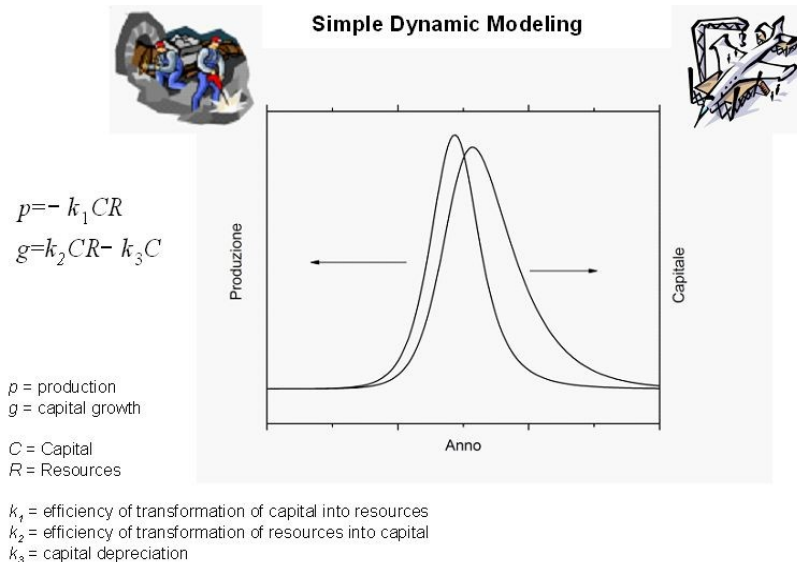 Simple Dynamic Modeling
p=- k₁CR
g=k₂CR- k₃C
Produzione
Capitale
Anno
p = production
g = capital growth
C = Capital
R = Resources
k₁ = efficiency of transformation of capital into resources
k₂ = efficiency of transformation of resources into capital
k₃ = capital depreciation